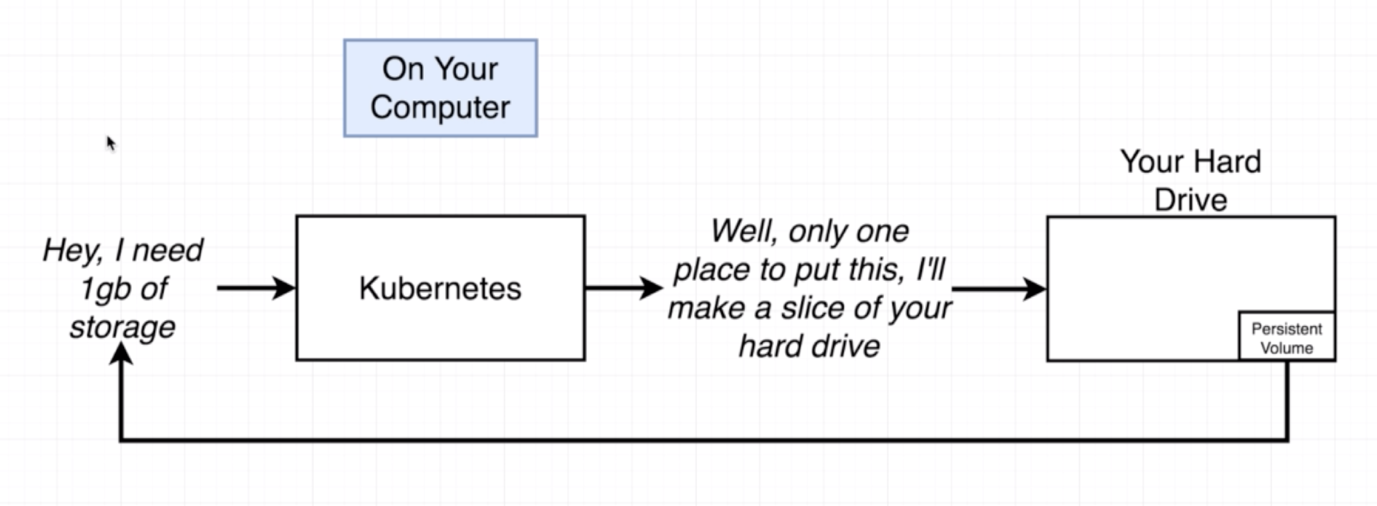 On Your
Computer
Your Hard
Drive
Hey, I need
1gb of
storage
Kubernetes
Well, only one
place to put this, I'll
make a slice of your
hard drive
Persistent
Volume